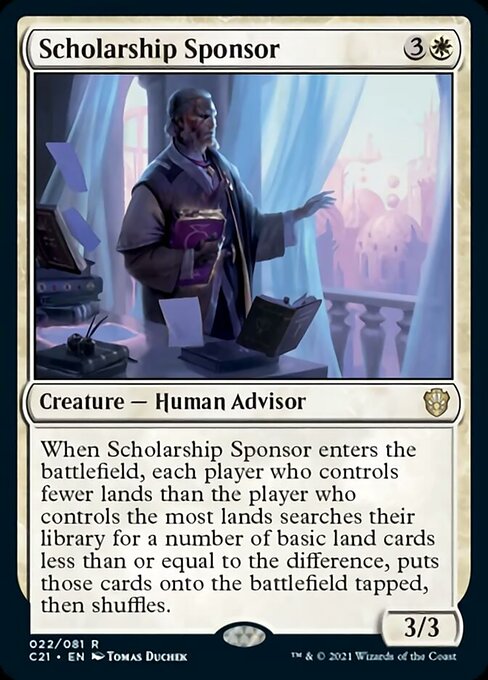 Scholarship Sponsor 3
Creature — Human Advisor
When Scholarship Sponsor enters the
battlefield, each player who controls
fewer lands than the player who
controls the most lands searches their
library for a number of basic land cards
less than or equal to the difference, puts
those cards onto the battlefield tapped,
then shuffles.
3/3
022/081 R
C21 • EN Tomas Duchek
™ & © 2021 Wizards of the Coast